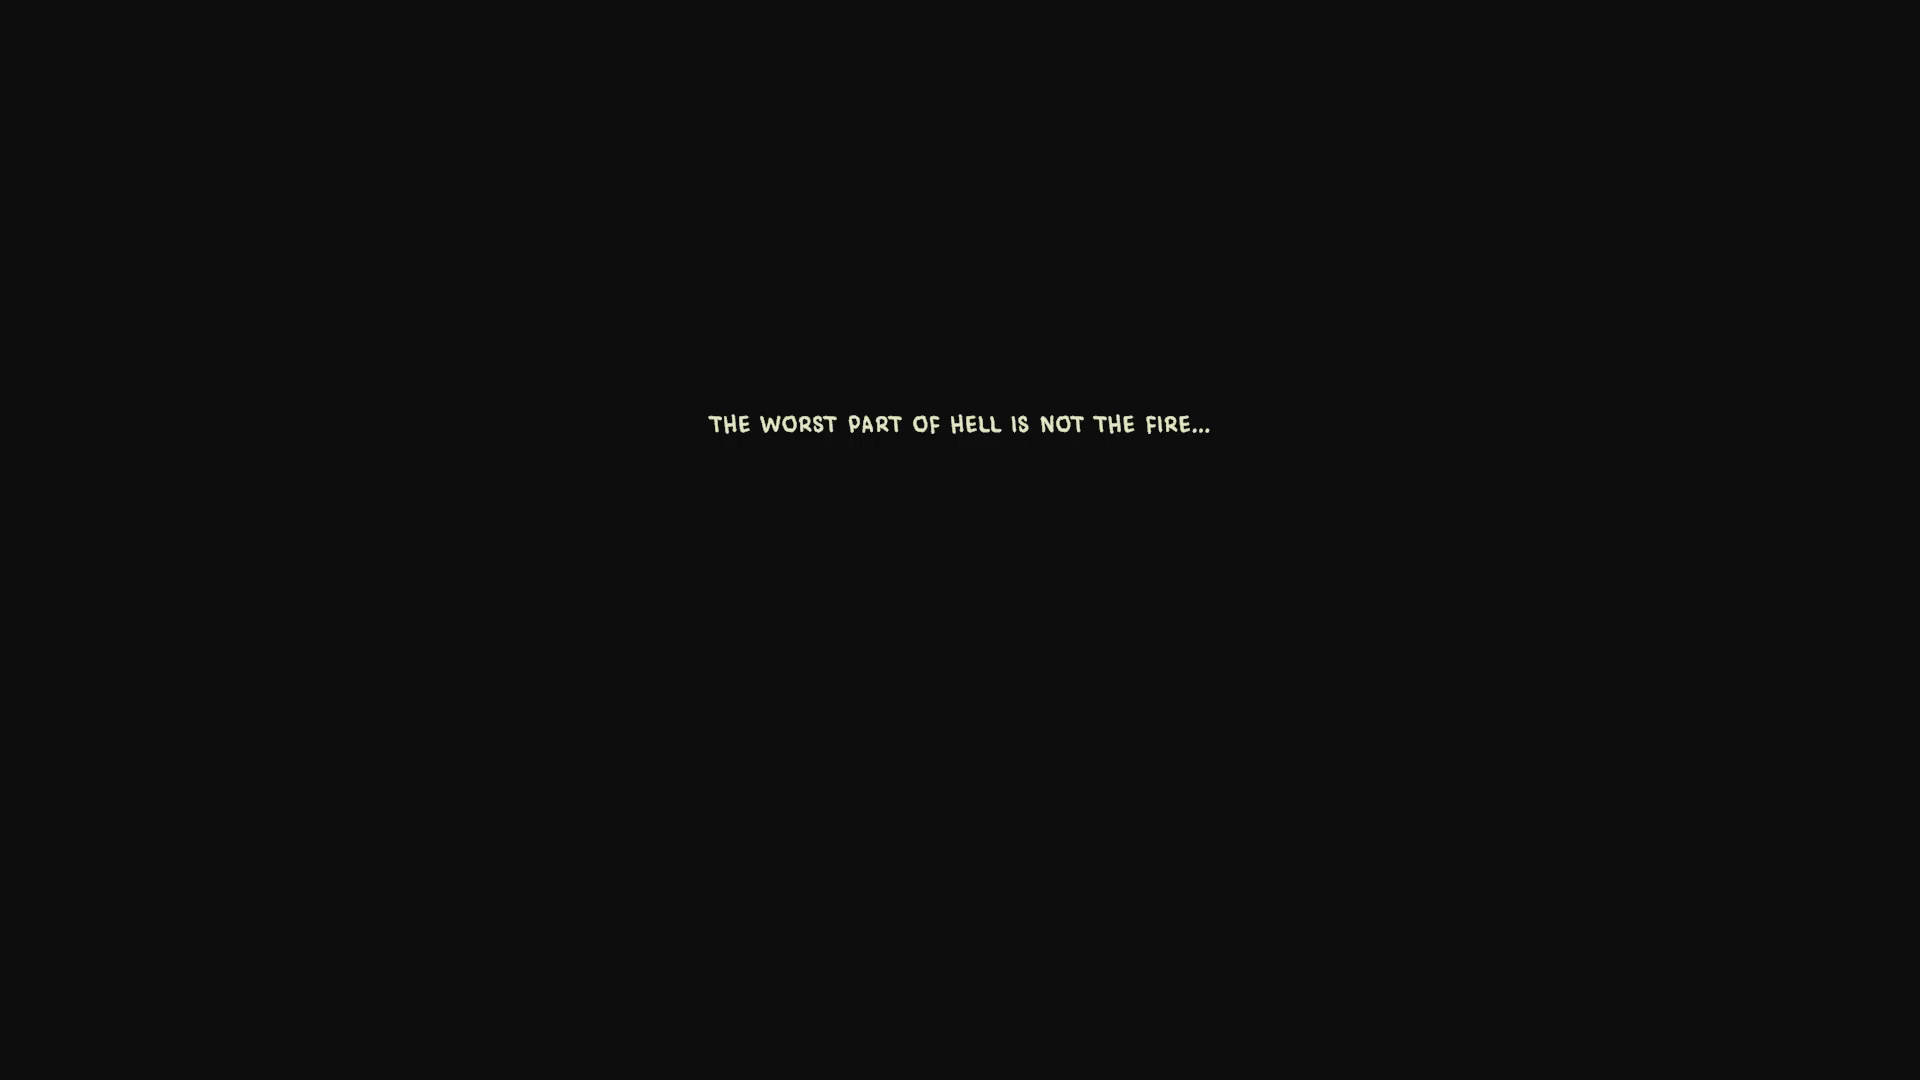 THE WORST PART OF HELL IS NOT THE FIRE...